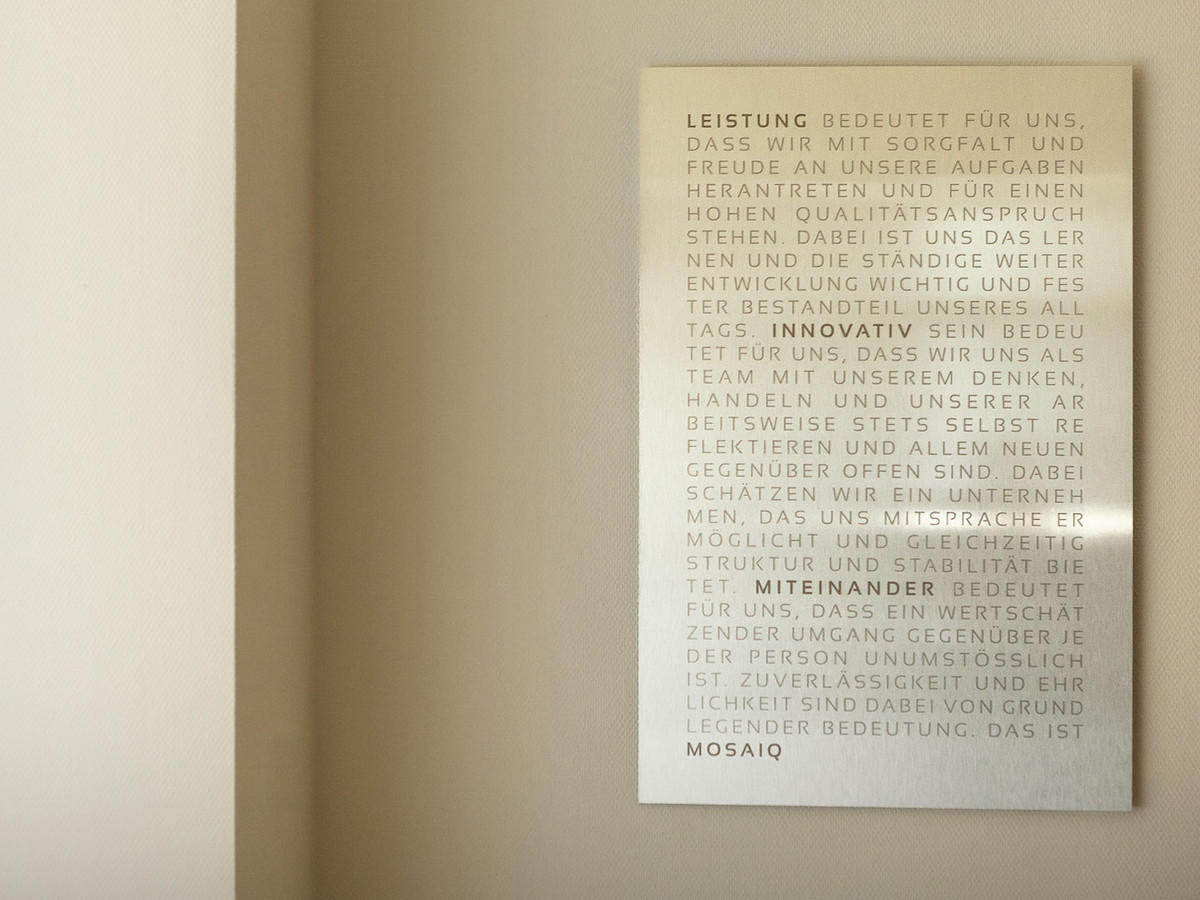 LEISTUNG BEDEUTET FÜR UNS,
DASS WIR MIT SORGFALT UND
FREUDE AN UNSERE AUFGABEN
HERANTRETEN UND FÜR EINEN
HOHEN QUALITÄTSANSPRUCH
STEHEN. DABEI IST UNS DAS LER
NEN UND DIE STÄNDIGE WEITER
ENTWICKLUNG WICHTIG UND FES
TER BESTANDTEIL UNSERES ALL
TAGS. INNOVATIV SEIN BEDEU
TET FÜR UNS, DASS WIR UNS ALS
TEAM MIT UNSEREM DENKEN,
HANDELN UND UNSERER AR
BEITSWEISE STETS SELBST RE
FLEKTIEREN UND ALLEM NEUEN
GEGENÜBER OFFEN SIND. DABEI
SCHÄTZEN WIR EIN UNTERNEH
MEN, DAS UNS MITSPRACHE ER
MÖGLICHT UND GLEICHZEITIG
STRUKTUR UND STABILITÄT BIE
TET. MITEINANDER BEDEUTET
FÜR UNS, DASS EIN WERTSCHÄT
ZENDER UMGANG GEGENÜBER JE
DER PERSON UNUMSTÖSSLICH
IST. ZUVERLÄSSIGKEIT UND EHR
LICHKEIT SIND DABEI VON GRUND
LEGENDER BEDEUTUNG. DAS IST
MOSAIQ